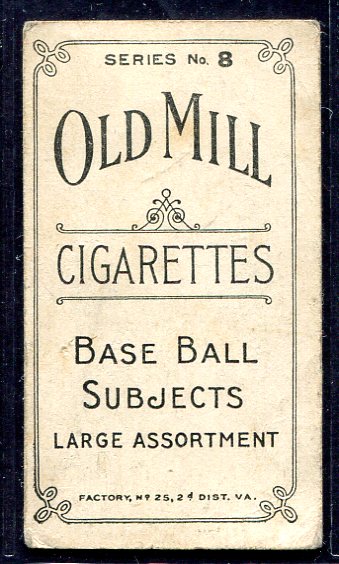 SERIES No. 8
OLD MILL
CIGARETTES
BASE BALL
SUBJECTS
LARGE ASSORTMENT
FACTORY, Nº 25, 2d DIST. VA.